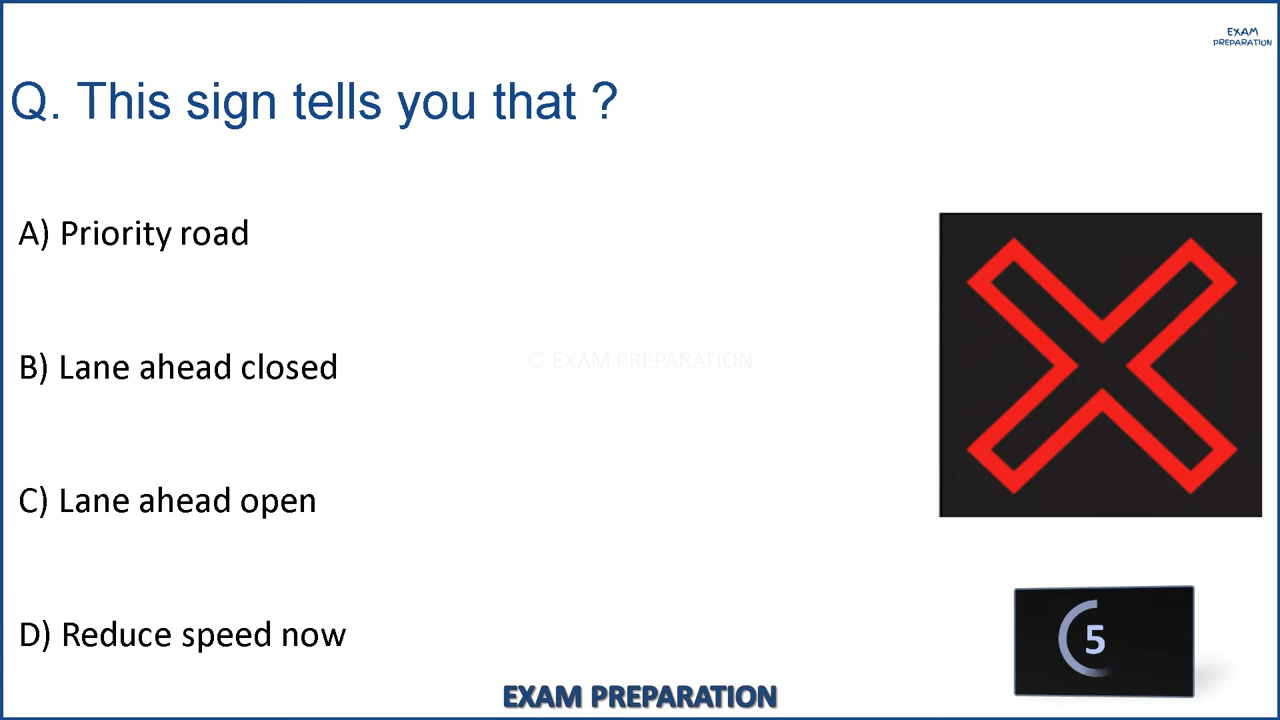 EXAM
PREPARATION
Q. This sign tells you that ?
A) Priority road
B) Lane ahead closed
© EXAM PREPARATION
C) Lane ahead open
D) Reduce speed now
5
EXAM PREPARATION